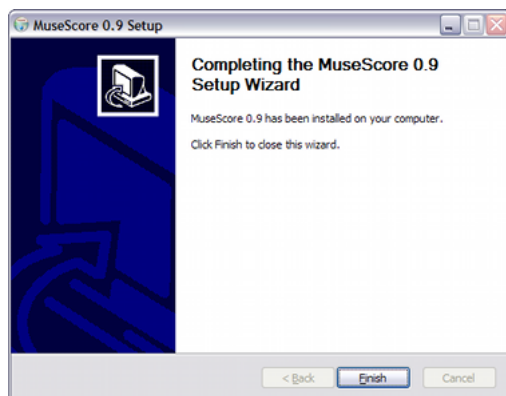 MuseScore 0.9 Setup
Completing the MuseScore 0.9
Setup Wizard
MuseScore 0.9 has been installed on your computer.
Click Finish to close this wizard.
< Back
Finish
Cancel